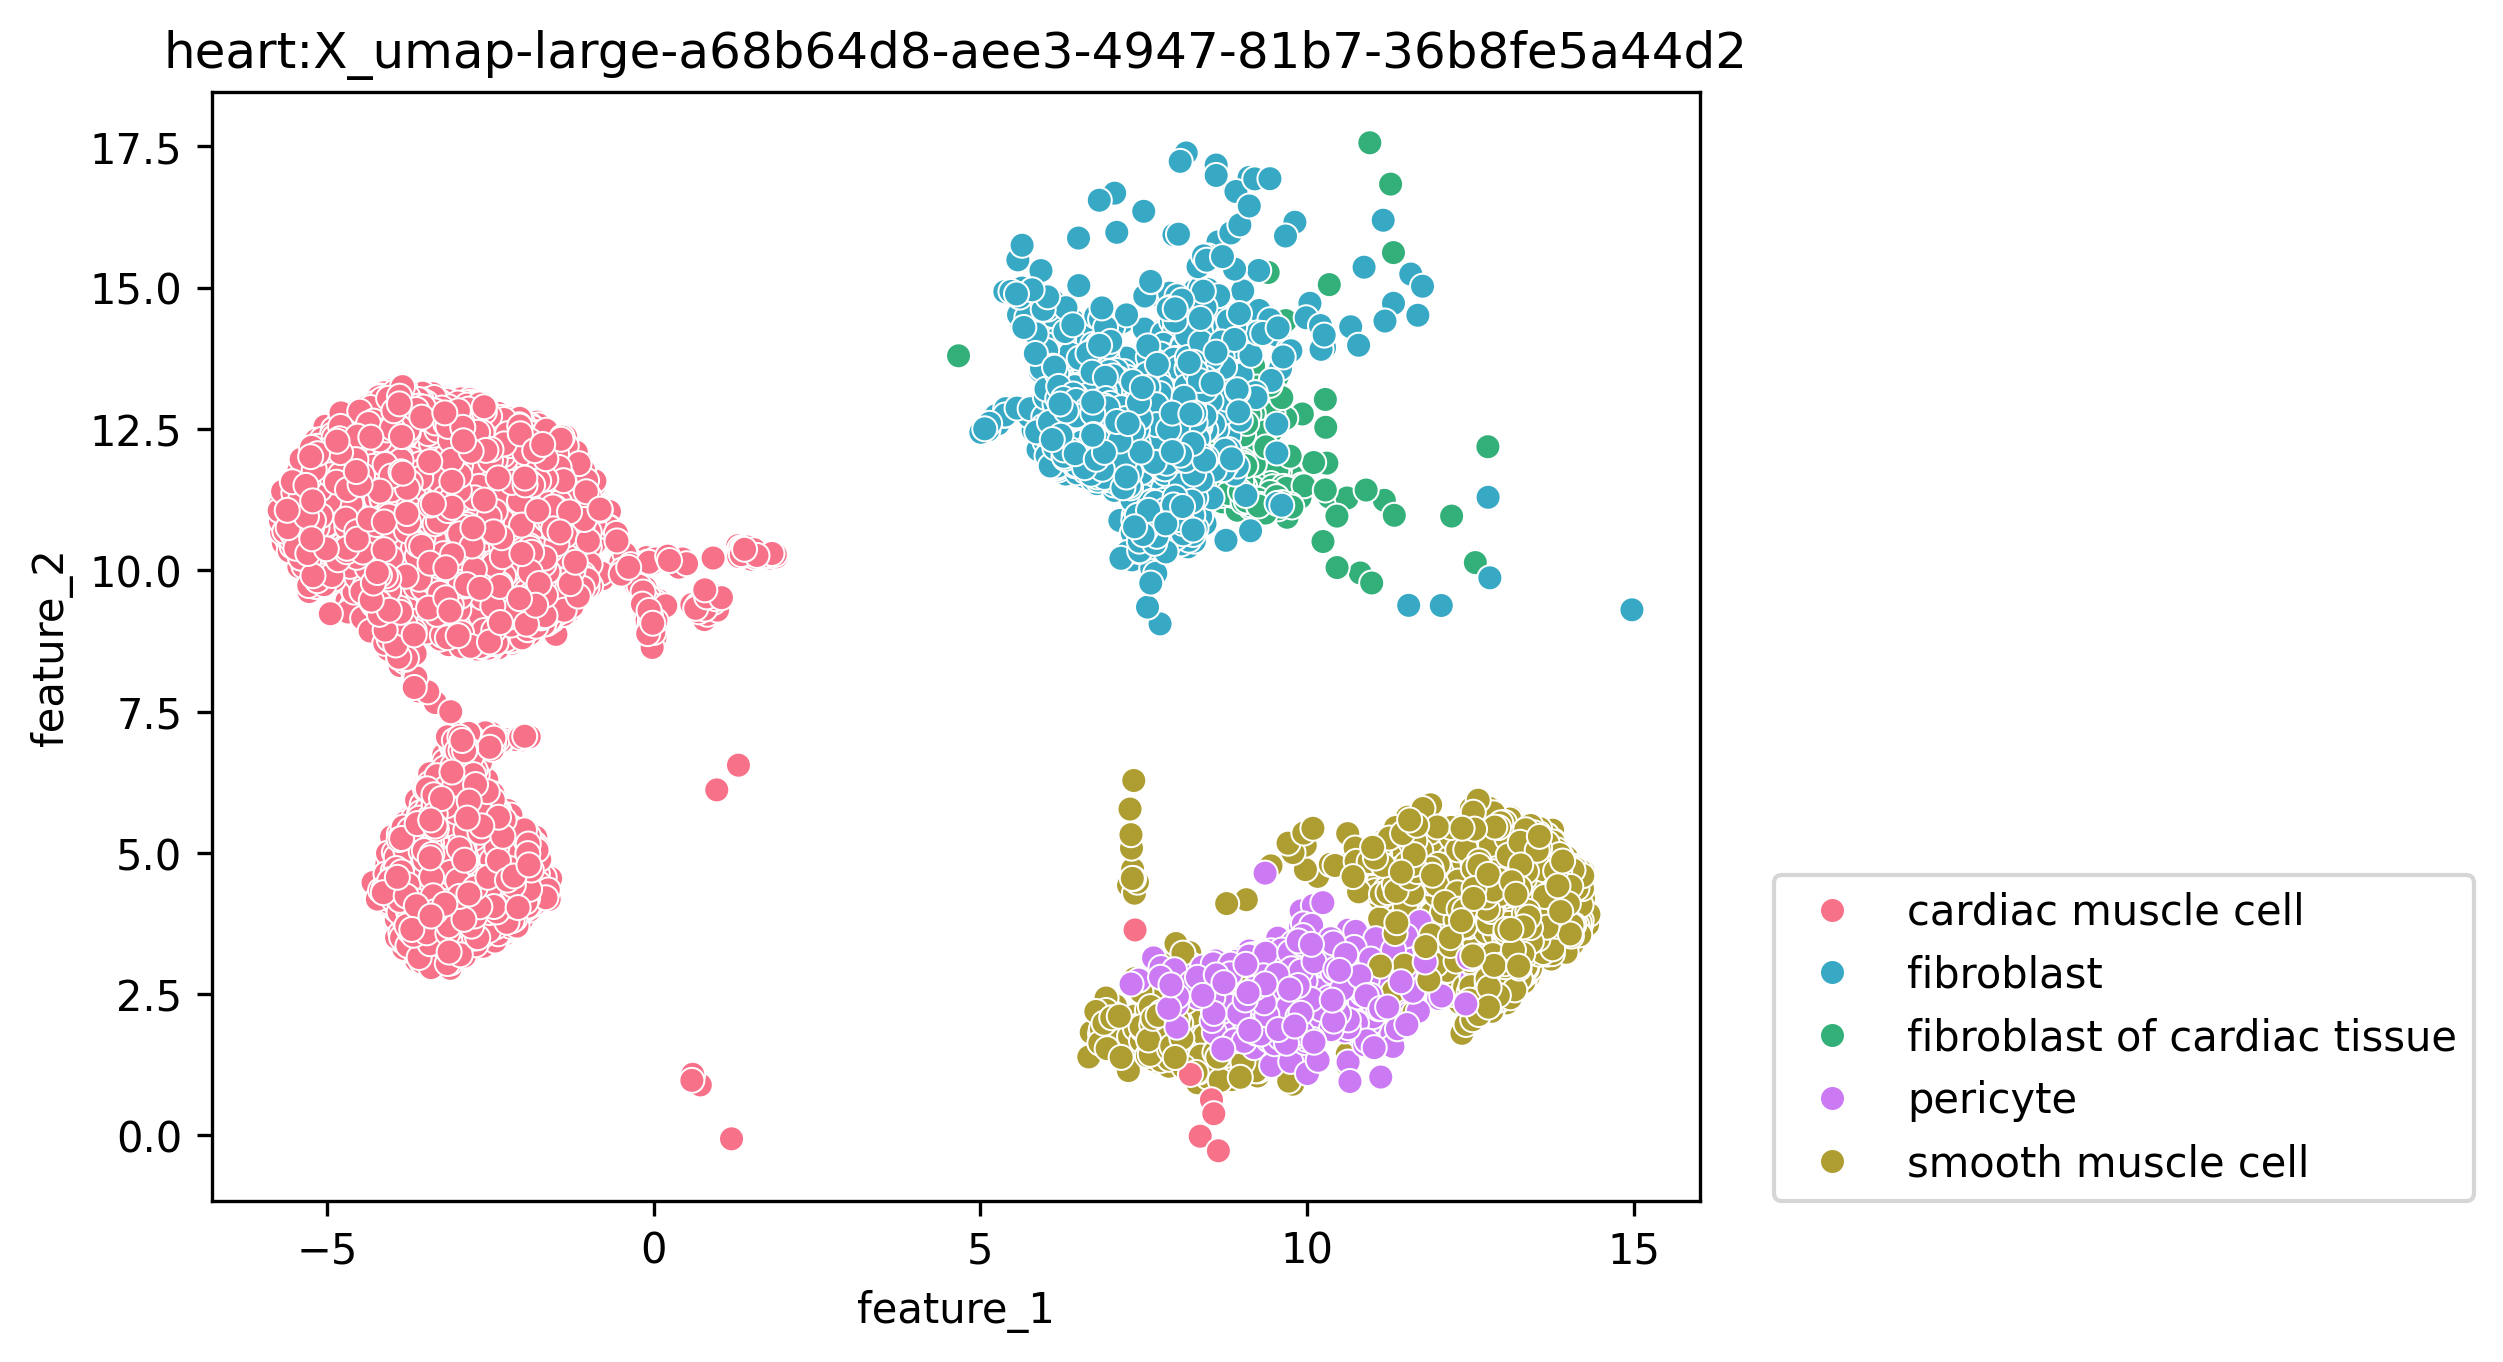 heart:X_umap-large-a68b64d8-aee3-4947-81b7-36b8fe5a44d2
17.5
15.0
12.5
10.0
7.5
5.0
2.5
0.0
feature_2
−5
0
5
10
15
feature_1
cardiac muscle cell
fibroblast
fibroblast of cardiac tissue
pericyte
smooth muscle cell